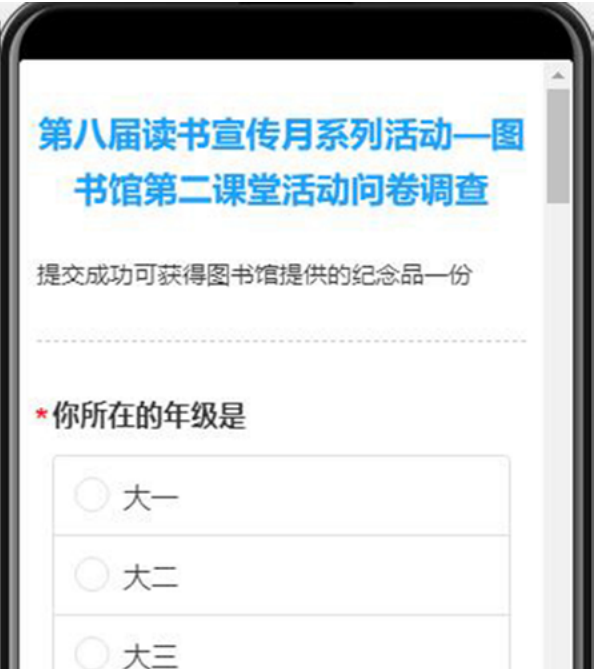 第八届读书宣传月系列活动—图
书馆第二课堂活动问卷调查
提交成功可获得图书馆提供的纪念品一份
*你所在的年级是
大一
大二
大三